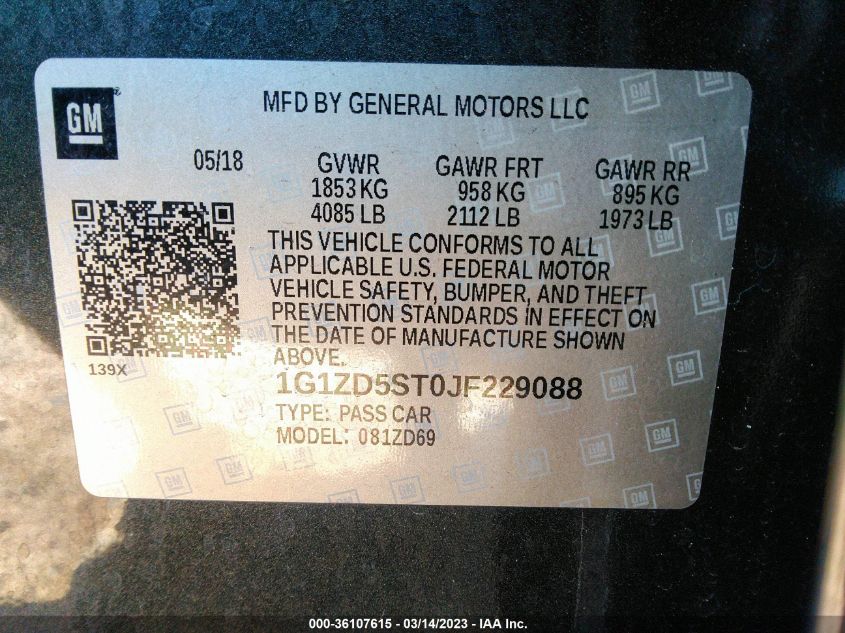 GM
MFD BY GENERAL MOTORS LLC
05/18 GVWR GAWR FRT GAWR RR
1853 KG 958 KG 895 KG
4085 LB 2112 LB 1973 LB
THIS VEHICLE CONFORMS TO ALL
APPLICABLE U.S. FEDERAL MOTOR
VEHICLE SAFETY, BUMPER, AND THEFT
PREVENTION STANDARDS IN EFFECT ON
THE DATE OF MANUFACTURE SHOWN
ABOVE.
139X
1G1ZD5ST0JF229088
TYPE: PASS CAR
MODEL: 081ZD69
000-36107615 — 03/14/2023 — IAA Inc.